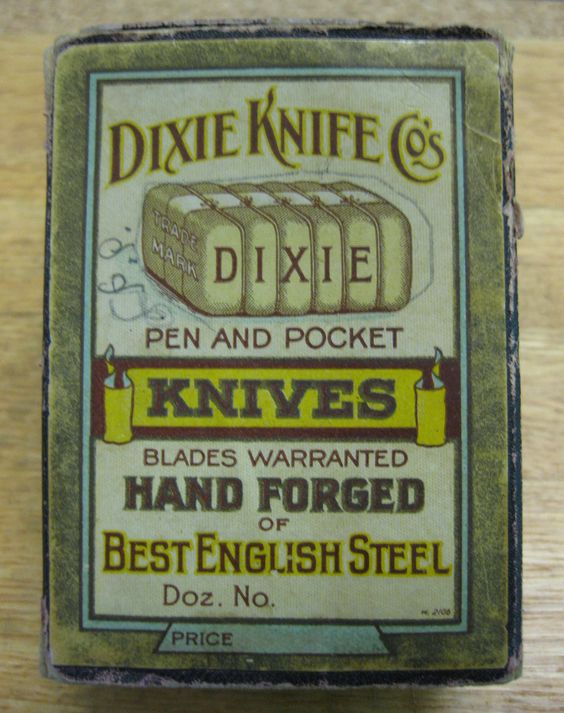 DIXIE KNIFE CO'S
TRADE
MARK
DIXIE
PEN AND POCKET
KNIVES
BLADES WARRANTED
HAND FORGED
OF
BEST ENGLISH STEEL
Doz. No.
PRICE